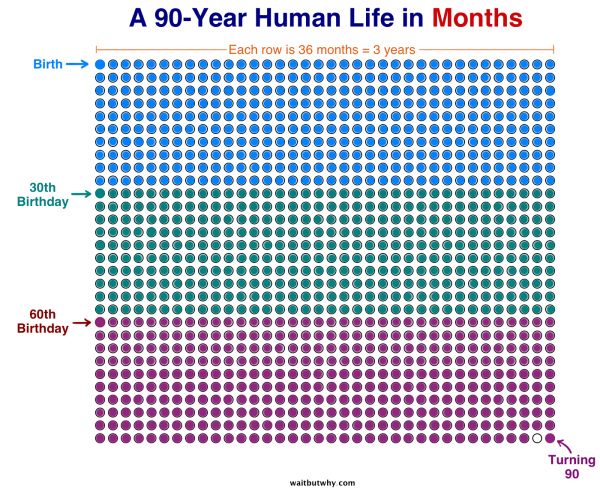 A 90-Year Human Life in Months
Each row is 36 months = 3 years
Birth
30th
Birthday
60th
Birthday
Turning
90
waitbutwhy.com